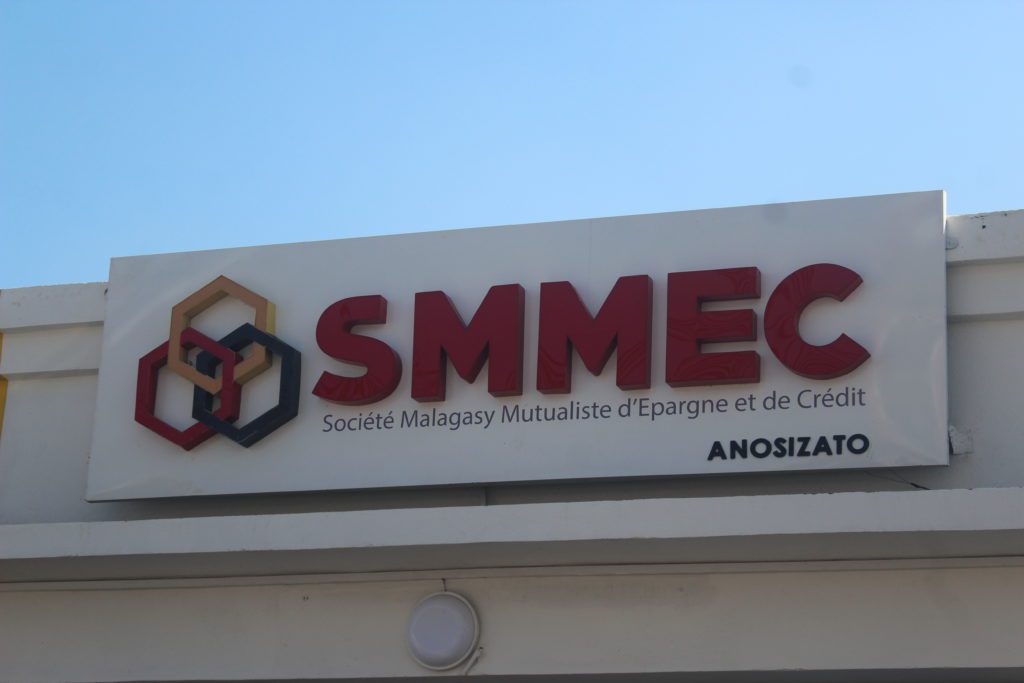 SMMEC
Société Malagasy Mutualiste d'Epargne et de Crédit
ANOSIZATO